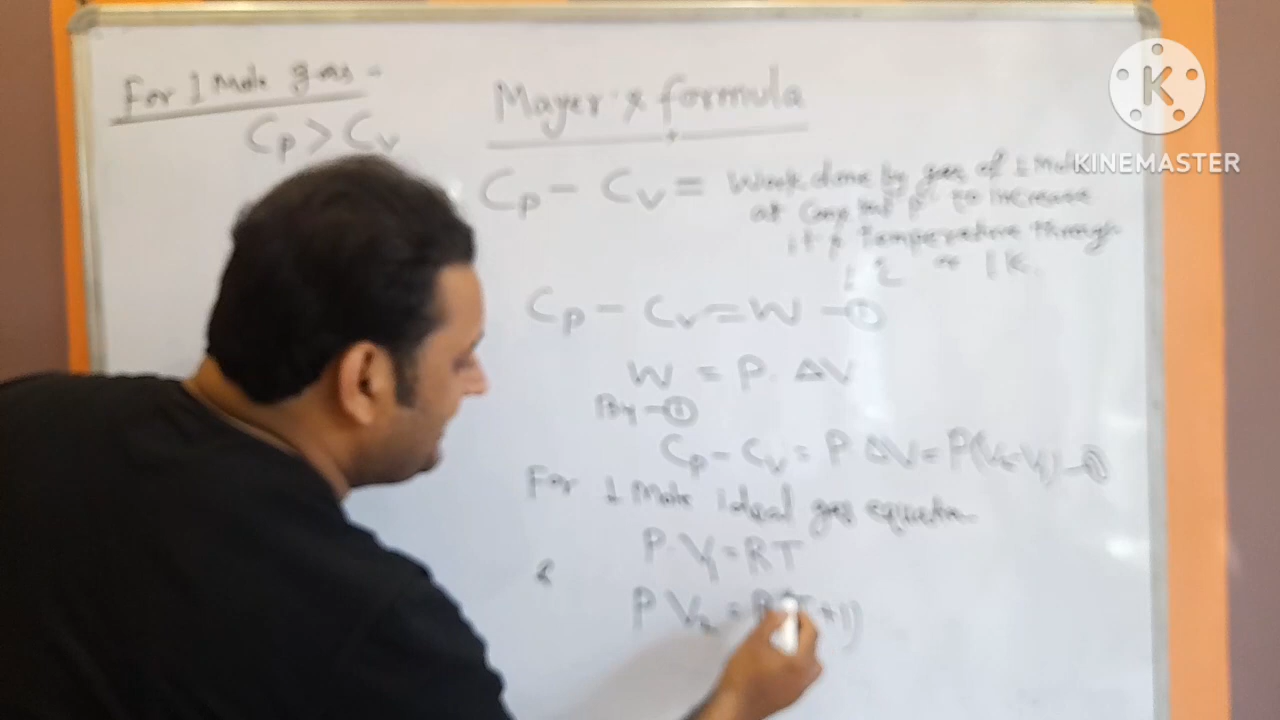 For 1 Mole gas -
Mayer's formula
Cp > Cv
Cp - Cv = Work done by gas of 1 Mole
at Constant P to increase
its Temperature through
1°C or 1K.
Cp - Cv = W - ①
W = P. ΔV
By - ①
Cp - Cv = P ΔV = P(V₂-V₁) -
For 1 Mole ideal gas equation
P V₁ = RT
&
P V₂ = R(T+1)
K
KINEMASTER